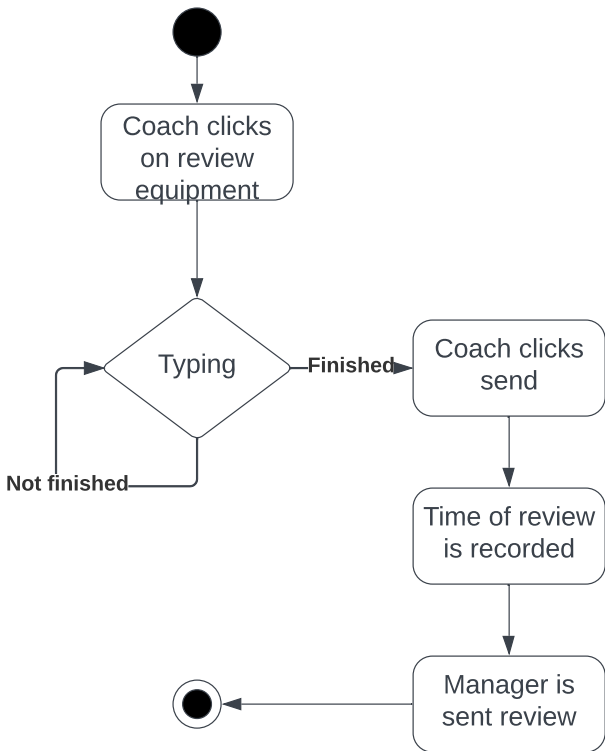 Coach clicks
on review
equipment
Typing
Finished
Coach clicks
send
Not finished
Time of review
is recorded
Manager is
sent review